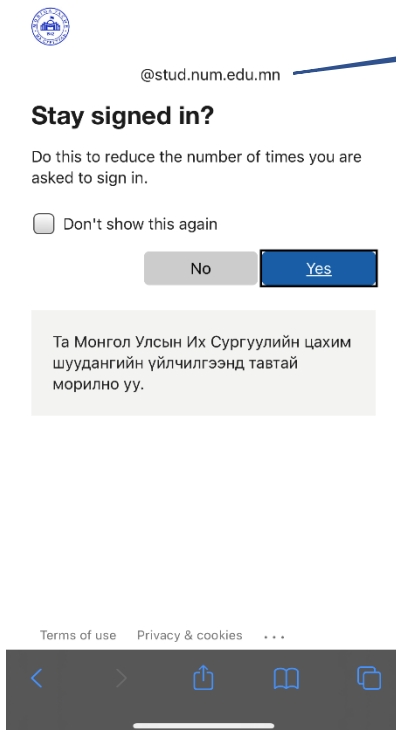 @stud.num.edu.mn
Stay signed in?
Do this to reduce the number of times you are
asked to sign in.
Don't show this again
No
Yes
Та Монгол Улсын Их Сургуулийн цахим
шуудангийн үйлчилгээнд тавтай
морилно уу.
Terms of use Privacy & cookies ...